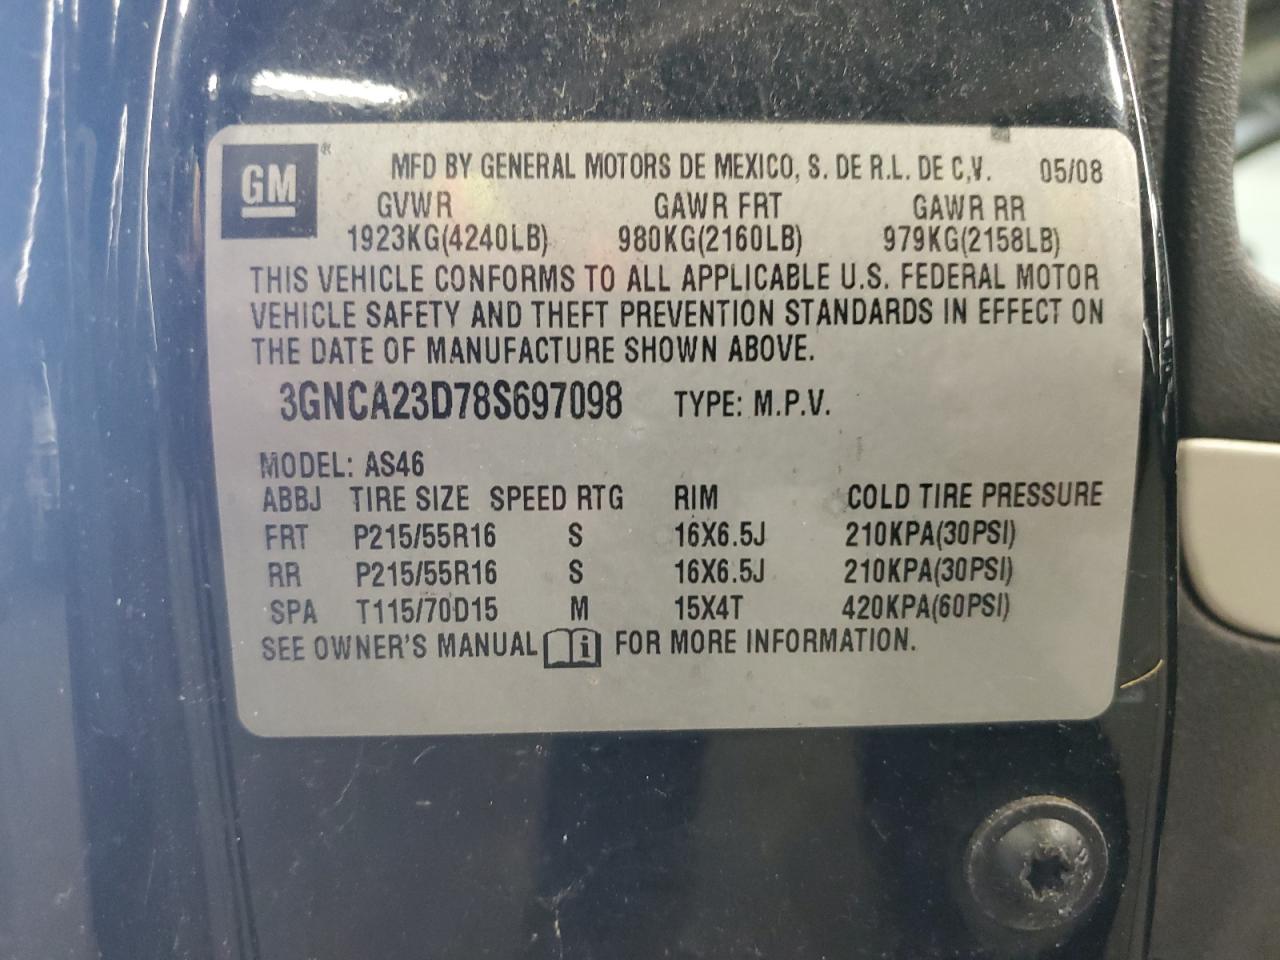 GM® MFD BY GENERAL MOTORS DE MEXICO, S. DE R.L. DE C.V. 05/08
GVWR GAWR FRT GAWR RR
1923KG(4240LB) 980KG(2160LB) 979KG(2158LB)
THIS VEHICLE CONFORMS TO ALL APPLICABLE U.S. FEDERAL MOTOR
VEHICLE SAFETY AND THEFT PREVENTION STANDARDS IN EFFECT ON
THE DATE OF MANUFACTURE SHOWN ABOVE.
3GNCA23D78S697098 TYPE: M.P.V.
MODEL: AS46
ABBJ TIRE SIZE SPEED RTG RIM COLD TIRE PRESSURE
FRT P215/55R16 S 16X6.5J 210KPA(30PSI)
RR P215/55R16 S 16X6.5J 210KPA(30PSI)
SPA T115/70D15 M 15X4T 420KPA(60PSI)
SEE OWNER'S MANUAL i FOR MORE INFORMATION.